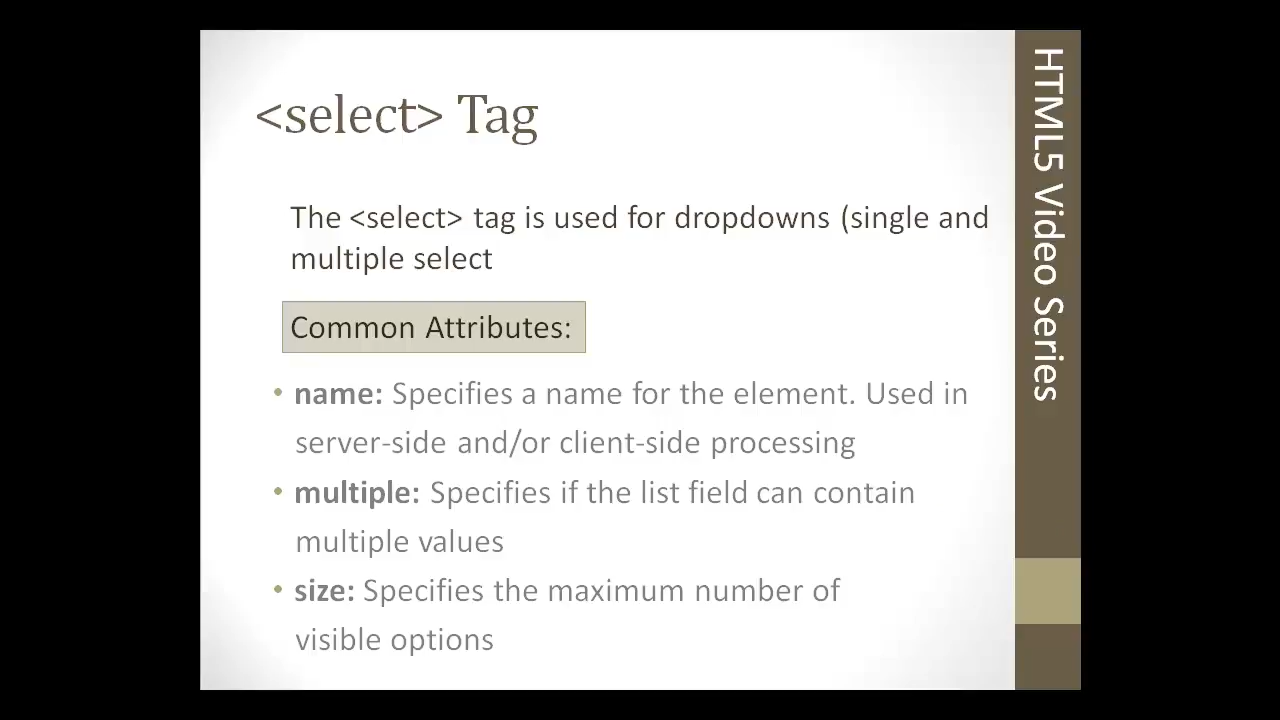 <select> Tag
The <select> tag is used for dropdowns (single and
multiple select
Common Attributes:
• name: Specifies a name for the element. Used in
server-side and/or client-side processing
• multiple: Specifies if the list field can contain
multiple values
• size: Specifies the maximum number of
visible options
HTML5 Video Series